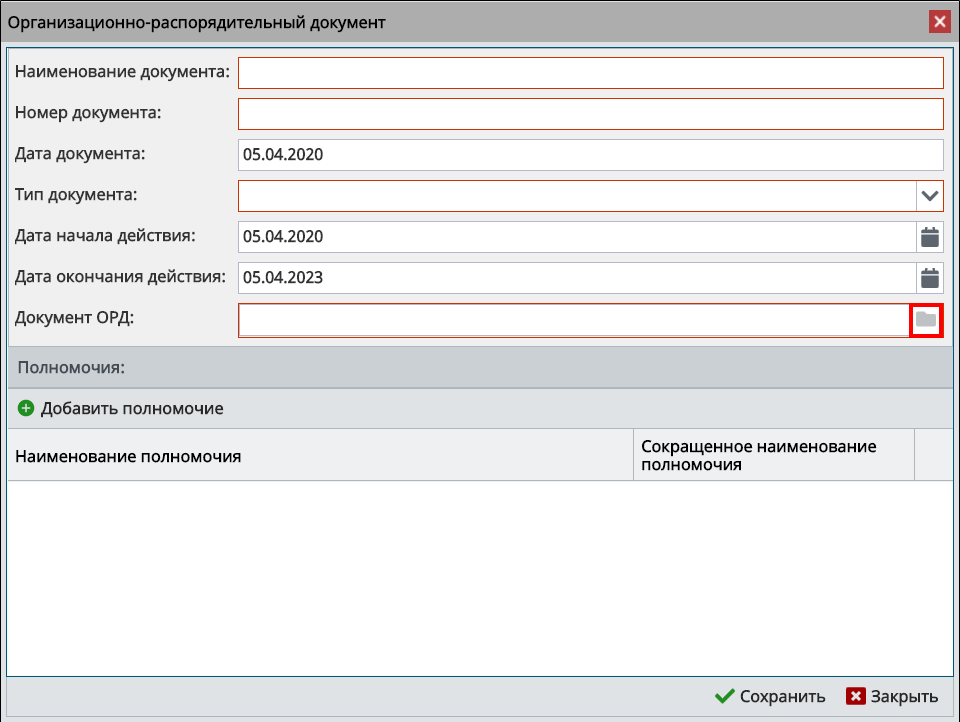 Организационно-распорядительный документ
Наименование документа:
Номер документа:
Дата документа: 05.04.2020
Тип документа:
Дата начала действия: 05.04.2020
Дата окончания действия: 05.04.2023
Документ ОРД:
Полномочия:
Добавить полномочие
Наименование полномочия
Сокращенное наименование
полномочия
Сохранить Закрыть